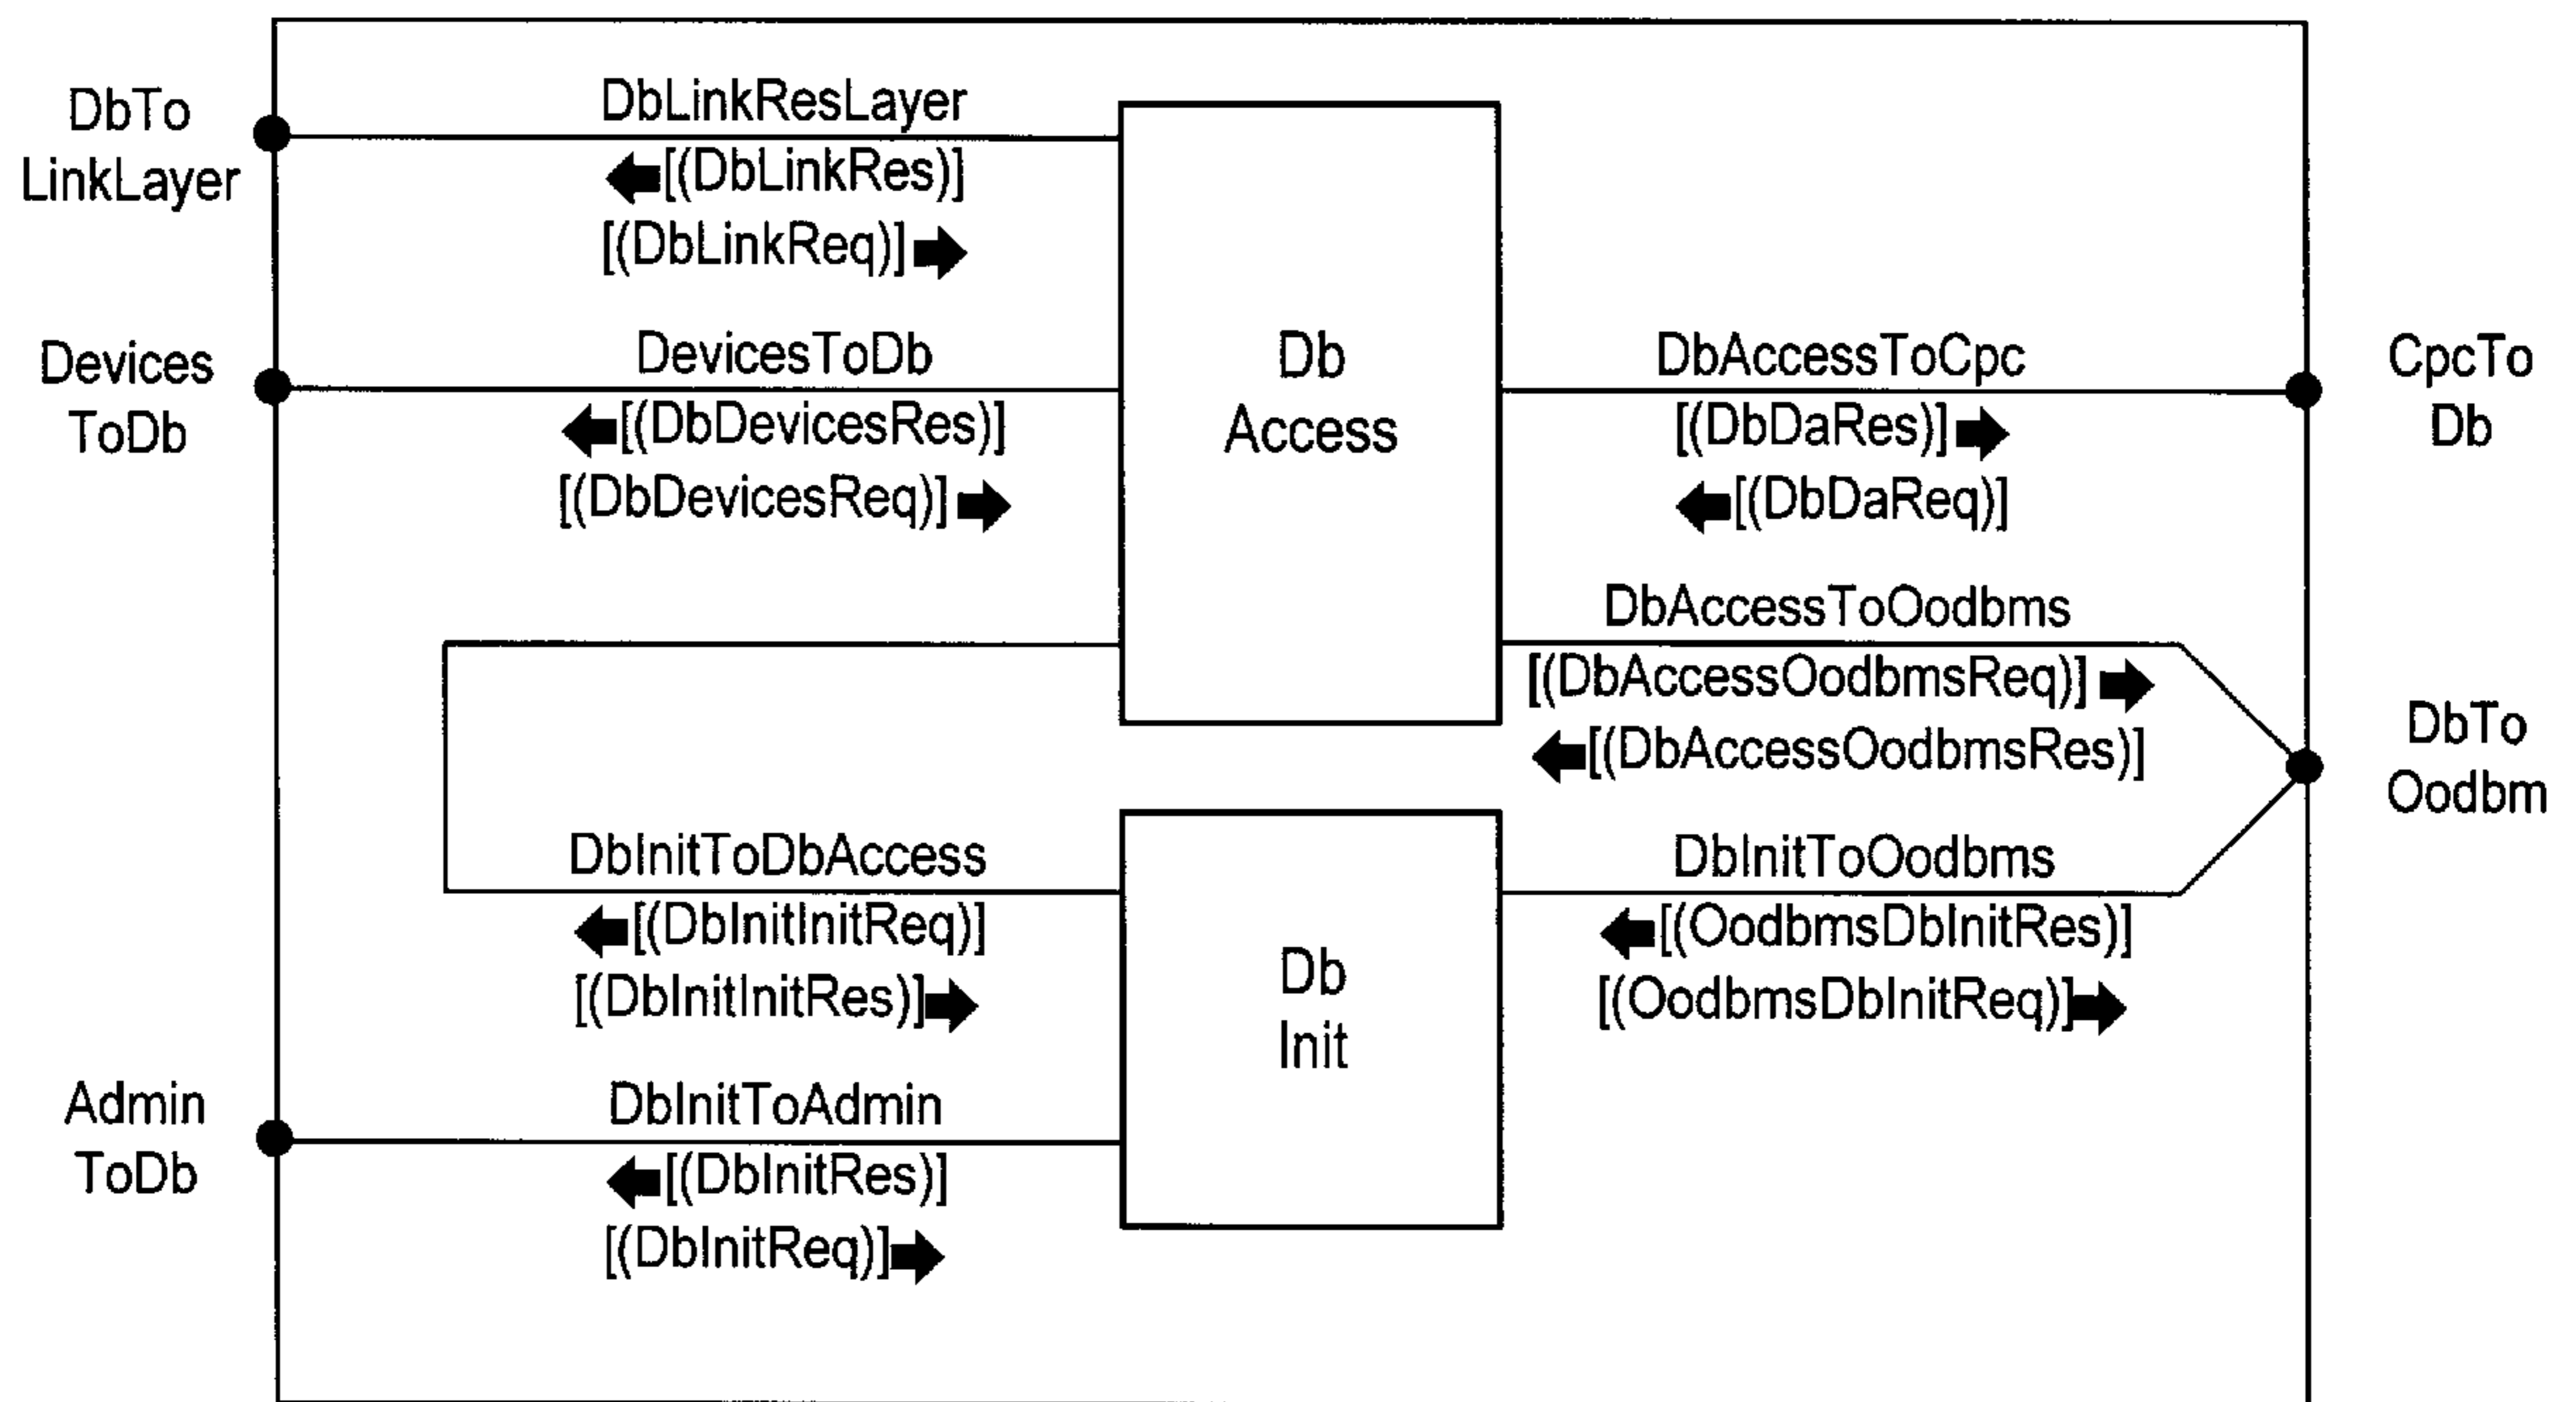 DbTo
LinkLayer
DbLinkResLayer
[(DbLinkRes)]
[(DbLinkReq)]
Devices
ToDb
DevicesToDb
[(DbDevicesRes)]
[(DbDevicesReq)]
Db
Access
DbAccessToCpc
[(DbDaRes)]
[(DbDaReq)]
CpcTo
Db
DbAccessToOodbms
[(DbAccessOodbmsReq)]
[(DbAccessOodbmsRes)]
DbTo
Oodbm
DbInitToDbAccess
[(DbInitInitReq)]
[(DbInitInitRes)]
Db
Init
DbInitToOodbms
[(OodbmsDbInitRes)]
[(OodbmsDbInitReq)]
Admin
ToDb
DbInitToAdmin
[(DbInitRes)]
[(DbInitReq)]